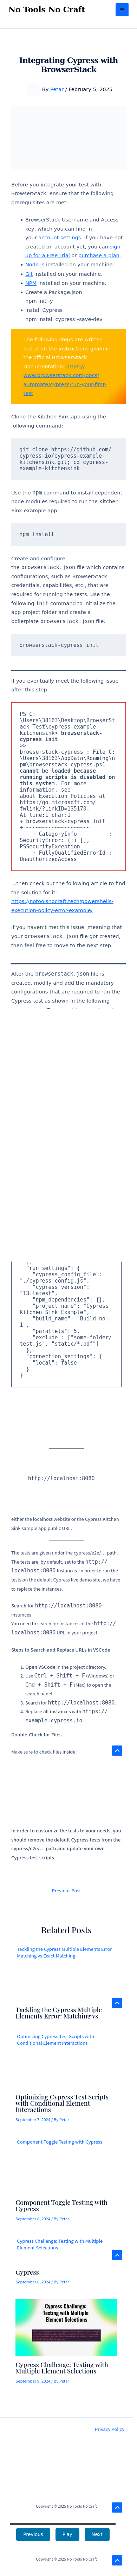 No Tools No Craft
Integrating Cypress with
BrowserStack
By Petar / February 5, 2025
Before you integrate your test with
BrowserStack, ensure that the following
prerequisites are met:
BrowserStack Username and Access
key, which you can find in
your account settings. If you have not
created an account yet, you can sign
up for a Free Trial or purchase a plan.
Node.js installed on your machine.
Git installed on your machine.
NPM installed on your machine.
Create a Package.json
npm init -y
Install Cypress
npm install cypress –save-dev
The following steps have been
written based on the
instructions given in
the official BrowserStack
Documentation: https://
www.browserstack.com/docs/
automate/cypress/run-your-first-
test
Clone the Kitchen Sink app using the
following command:
git clone https://github.com/
cypress-io/cypress-example-
kitchensink.git; cd cypress-
example-kitchensink
Use the npm command to install dependent
node modules required to run the Kitchen
Sink example app:
npm install
Create and configure
the browserstack.json file which contains
configurations, such as BrowserStack
credentials, capabilities, etc., that are
required for running tests. Use the
following init command to initialize the
app project folder and create a
boilerplate browserstack.json file:
browserstack-cypress init
If you eventually meet the following issue
after this step
PS C:
\Users\38163\Desktop\BrowserSt
ack Test\cypress-example-
kitchensink> browserstack-
cypress init
>>
browserstack-cypress : File C:
\Users\38163\AppData\Roaming\n
pm\browserstack-cypress.ps1
cannot be loaded because
running scripts is disabled on
this system. For more
information, see
about_Execution_Policies at
https:/go.microsoft.com/
fwlink/?LinkID=135170.
At line:1 char:1
+ browserstack-cypress init
+ CategoryInfo :
SecurityError: (:) [],
PSSecurityException
+ FullyQualifiedErrorId :
UnauthorizedAccess
…then check out the following article to find
the solution for it:
https://notoolsnocraft.tech/powershells-
execution-policy-error-example/
If you haven't met this issue, meaning that
your browserstack.json file got created,
then feel free to move to the next step.
After the browserstack.json file is
created, modify and add the mandatory
configurations that are required to run the
Cypress test as shown in the following
],
"run_settings": {
"cypress_config_file":
"./cypress.config.js",
"cypress_version":
"13.latest",
"npm_dependencies": {},
"project_name": "Cypress
Kitchen Sink Example",
"build_name": "Build no:
1",
"parallels": 5,
"exclude": ["some-folder/
test.js", "static/*.pdf"]
},
"connection_settings": {
"local": false
}
}
http://localhost:8080
either the localhost website or the Cypress Kitchen
Sink sample app public URL.
The tests are given under the cypress/e2e/… path.
The tests are, by default, set to the http://
localhost:8080 instances. In order to run the
tests on the default Cypress live demo site, we have
to replace the instances.
Search for http://localhost:8080
instances
You need to search for instances of the http://
localhost:8080 URL in your project.
Steps to Search and Replace URLs in VSCode
1. Open VSCode in the project directory.
2. Use Ctrl + Shift + F (Windows) or
Cmd + Shift + F (Mac) to open the
search panel.
3. Search for http://localhost:8080.
4. Replace all instances with https://
example.cypress.io.
Double-Check for Files
Make sure to check files inside:
In order to customize the tests to your needs, you
should remove the default Cypress tests from the
cypress/e2e/… path and update your own
Cypress test scripts.
Previous Post
Related Posts
Tackling the Cypress Multiple Elements Error
Matching vs Exact Matching
Tackling the Cypress Multiple
Elements Error: Matching vs.
Optimizing Cypress Test Scripts with
Conditional Element Interactions
Optimizing Cypress Test Scripts
with Conditional Element
Interactions
September 7, 2024 / By Petar
Component Toggle Testing with Cypress
Component Toggle Testing with
Cypress
September 8, 2024 / By Petar
Cypress Challenge: Testing with Multiple
Element Selections
Cypress
September 8, 2024 / By Petar
Cypress Challenge:
Testing with Multiple
Element Selections
Cypress Challenge: Testing with
Multiple Element Selections
September 9, 2024 / By Petar
Privacy Policy
Copyright © 2025 No Tools No Craft
Previous Play Next
Copyright © 2025 No Tools No Craft